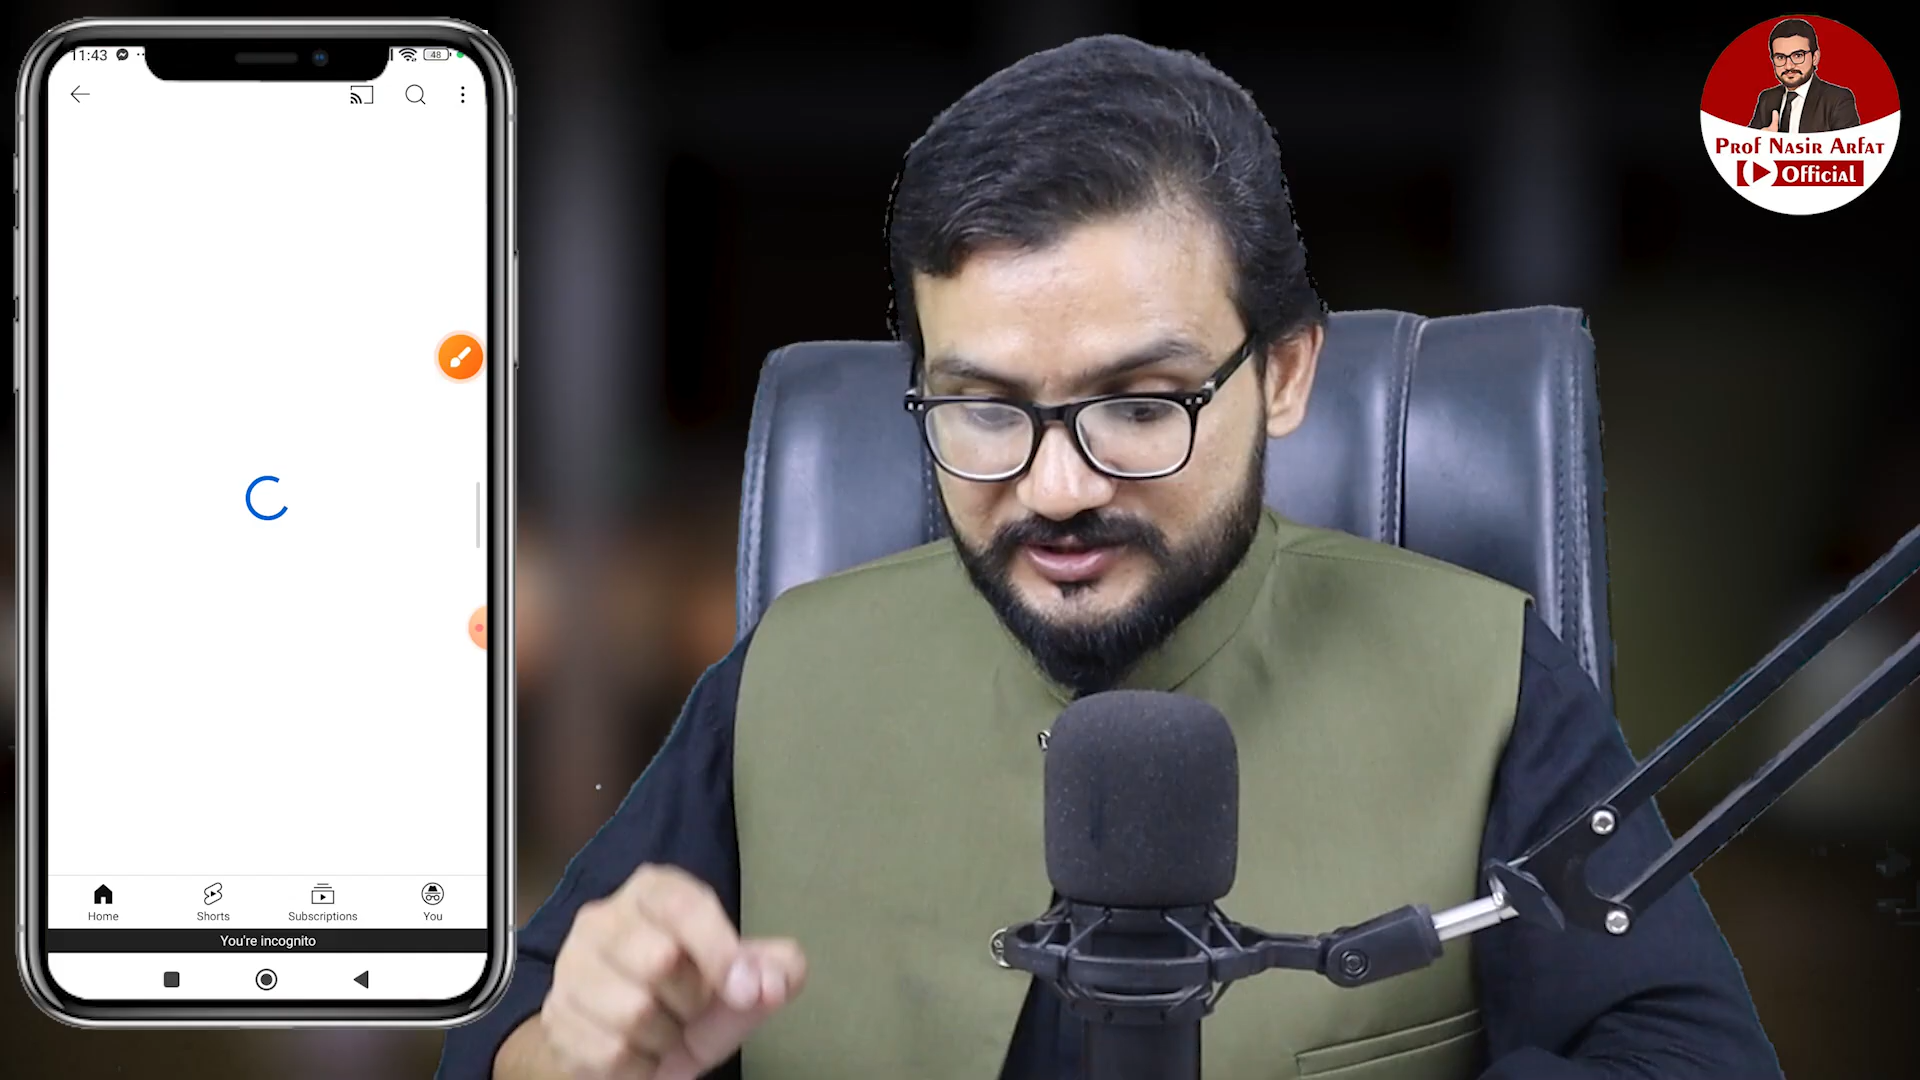 11:43
48
Home
Shorts
Subscriptions
You
You're incognito
Prof Nasir Arfat
Official